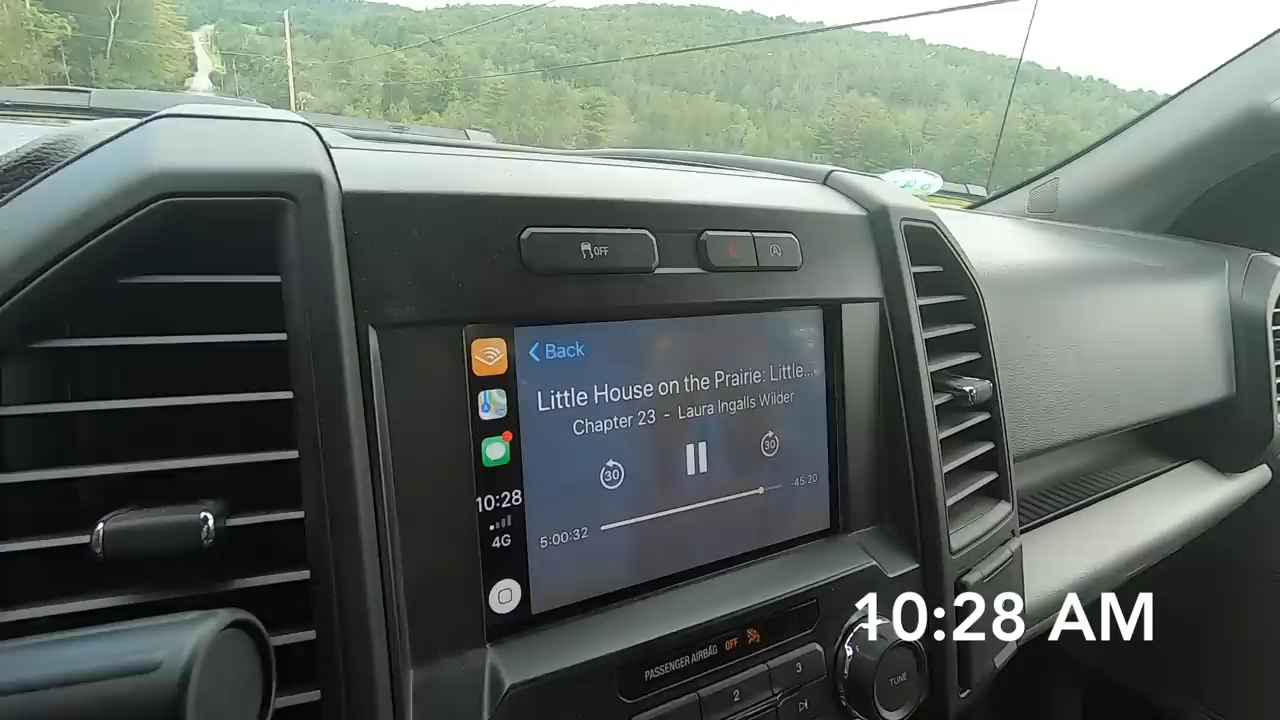 OFF
Back
Little House on the Prairie: Little...
Chapter 23 - Laura Ingalls Wilder
30
30
10:28
-45:20
4G
5:00:32
10:28 AM
PASSENGER AIRBAG OFF
2
3
TUNE